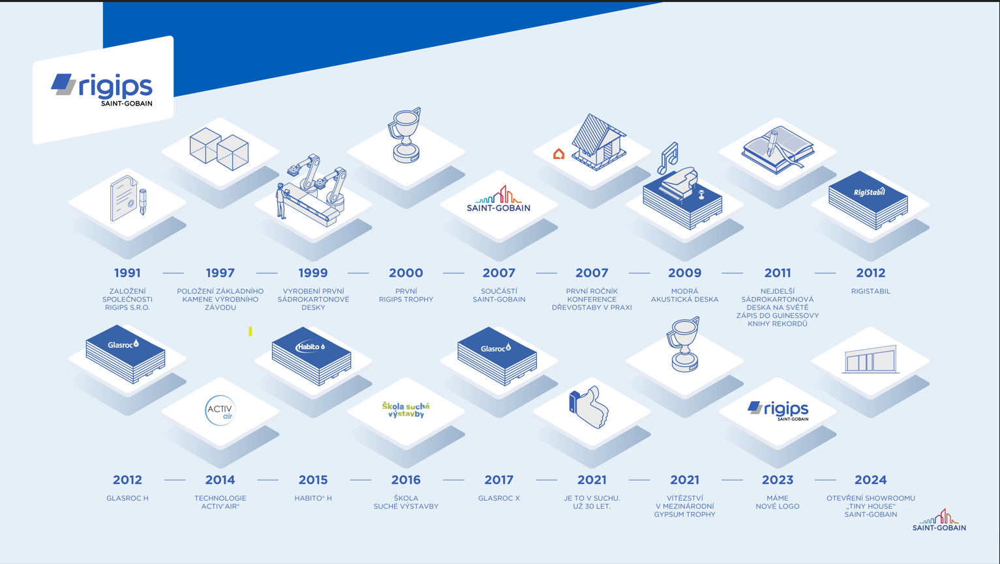 rigips
SAINT-GOBAIN
SAINT-GOBAIN
RigiStabil
1991
1997
1999
2000
2007
2007
2009
2011
2012
ZALOŽENÍ
SPOLEČNOSTI
RIGIPS S.R.O.
POLOŽENÍ ZÁKLADNÍHO
KAMENE VÝROBNÍHO
ZÁVODU
VYROBENÍ PRVNÍ
SÁDROKARTONOVÉ
DESKY
PRVNÍ
RIGIPS TROPHY
SOUČÁSTÍ
SAINT-GOBAIN
PRVNÍ ROČNÍK
KONFERENCE
DŘEVOSTABY V PRAXI
MODRÁ
AKUSTICKÁ DESKA
NEJDELŠÍ
SÁDROKARTONOVÁ
DESKA NA SVĚTĚ
ZÁPIS DO GUINESSOVY
KNIHY REKORDŮ
RIGISTABIL
Glasroc H
ACTIV
air
Habito
Škola suché
výstavby
Glasroc X
rigips
SAINT-GOBAIN
2012
2014
2015
2016
2017
2021
2021
2023
2024
GLASROC H
TECHNOLOGIE
ACTIV'AIR®
HABITO® H
ŠKOLA
SUCHÉ VÝSTAVBY
GLASROC X
JE TO V SUCHU.
UŽ 30 LET.
VÍTĚZSTVÍ
V MEZINÁRODNÍ
GYPSUM TROPHY
MÁME
NOVÉ LOGO
OTEVŘENÍ SHOWROOMU
„TINY HOUSE“
SAINT-GOBAIN
SAINT-GOBAIN